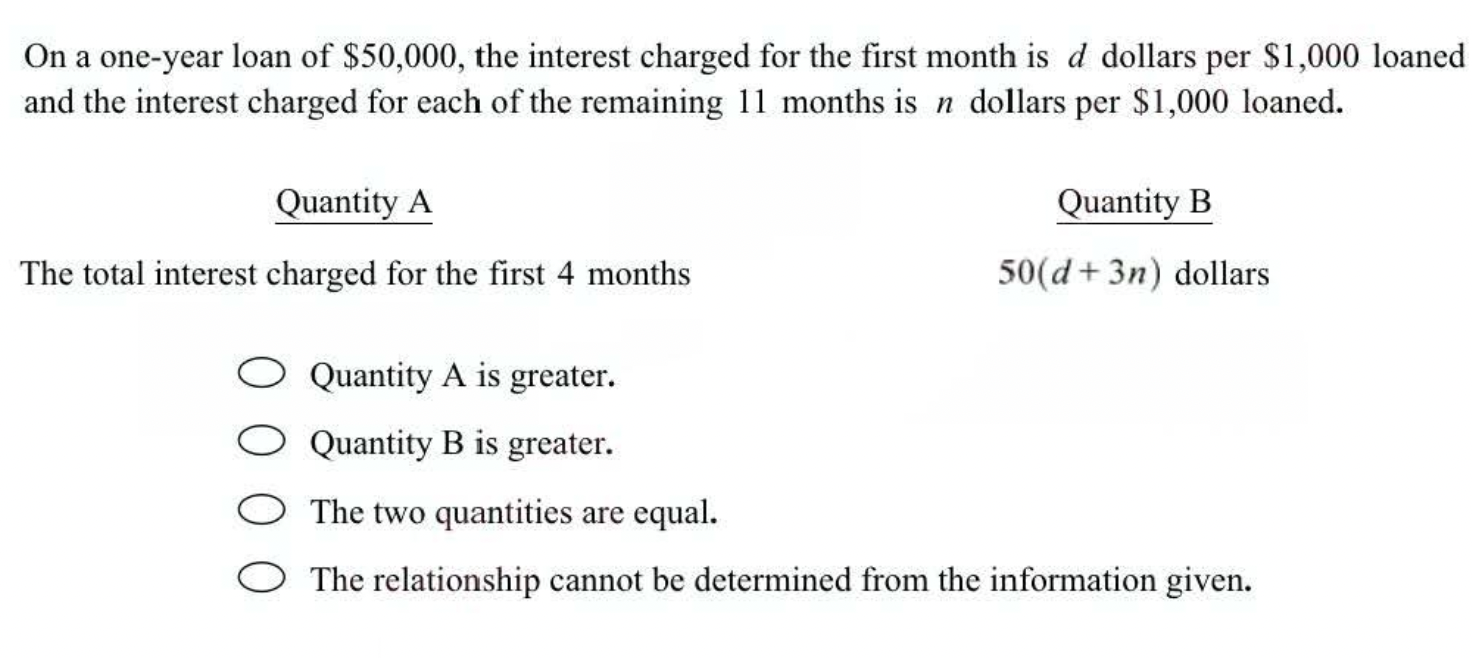 On a one-year loan of $50,000, the interest charged for the first month is d dollars per $1,000 loaned
and the interest charged for each of the remaining 11 months is n dollars per $1,000 loaned.
Quantity A
Quantity B
The total interest charged for the first 4 months
50(d + 3n) dollars
Quantity A is greater.
Quantity B is greater.
The two quantities are equal.
The relationship cannot be determined from the information given.